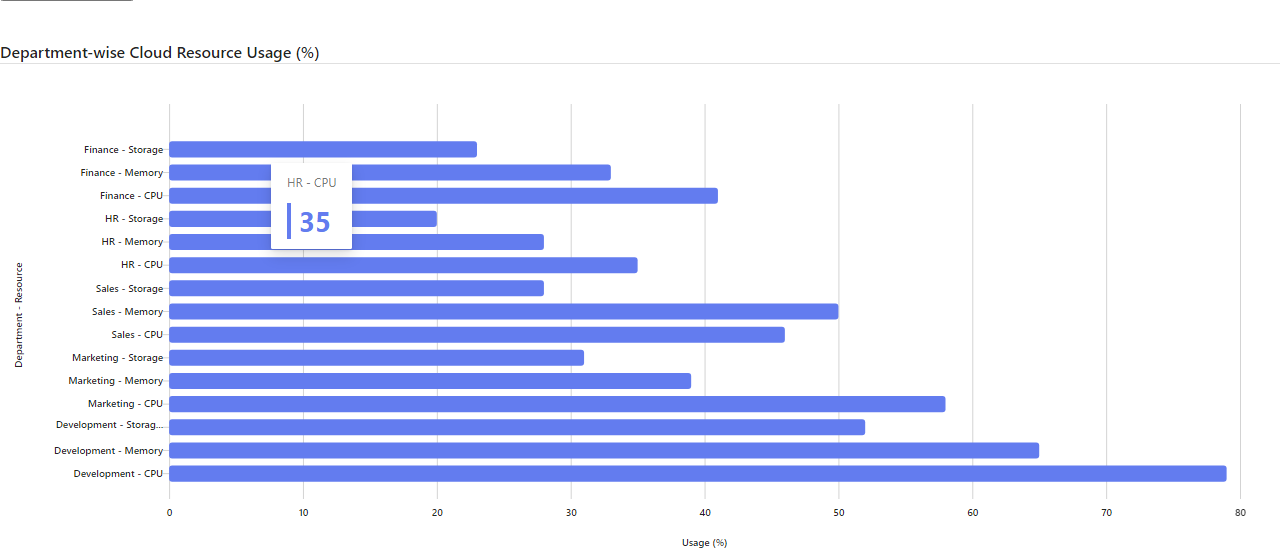 Department-wise Cloud Resource Usage (%)
Finance - Storage
Finance - Memory
HR - CPU
Finance - CPU
35
HR - Storage
HR - Memory
HR - CPU
Sales - Storage
Department - Resource
Sales - Memory
Sales - CPU
Marketing - Storage
Marketing - Memory
Marketing - CPU
Development - Storag...
Development - Memory
Development - CPU
0 10 20 30 40 50 60 70 80
Usage (%)